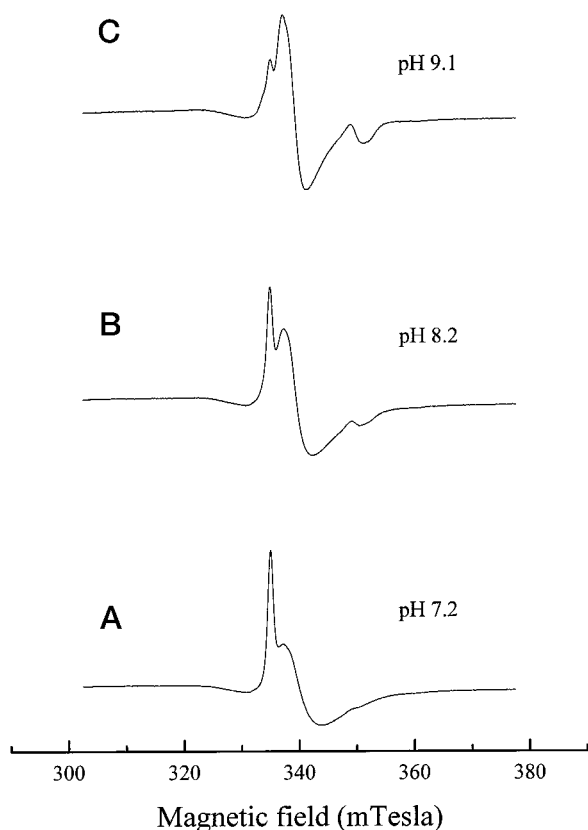 C
pH 9.1
B
pH 8.2
A
pH 7.2
300 320 340 360 380
Magnetic field (mTesla)